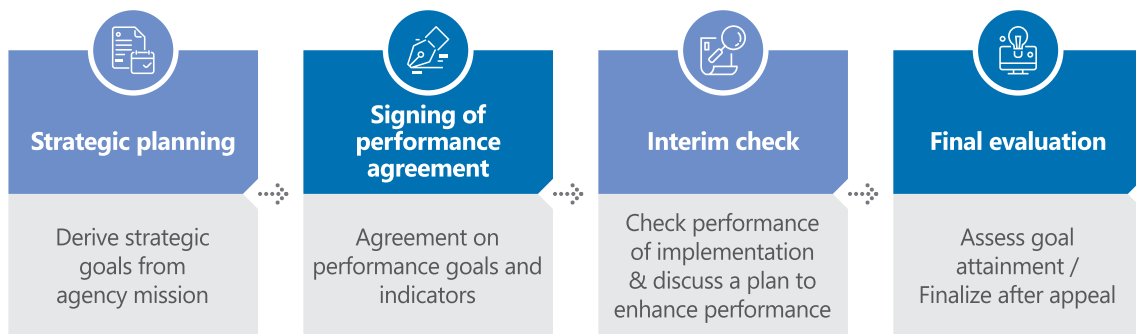 Strategic planning
Derive strategic
goals from
agency mission
Signing of
performance
agreement
Agreement on
performance goals and
indicators
Interim check
Check performance
of implementation
& discuss a plan to
enhance performance
Final evaluation
Assess goal
attainment /
Finalize after appeal